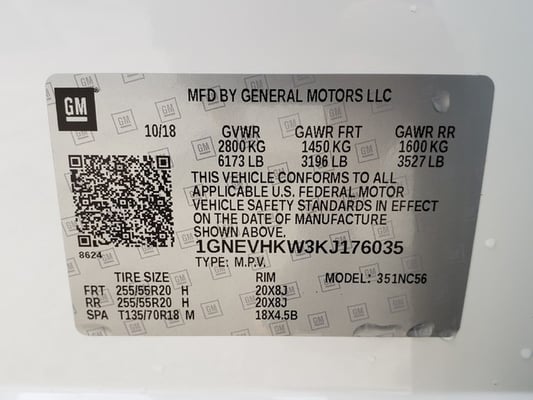 GM
MFD BY GENERAL MOTORS LLC
10/18 GVWR GAWR FRT GAWR RR
2800 KG 1450 KG 1600 KG
6173 LB 3196 LB 3527 LB
THIS VEHICLE CONFORMS TO ALL
APPLICABLE U.S. FEDERAL MOTOR
VEHICLE SAFETY STANDARDS IN EFFECT
ON THE DATE OF MANUFACTURE
SHOWN ABOVE.
8624 1GNEVHKW3KJ176035
TYPE: M.P.V.
TIRE SIZE RIM MODEL: 351NC56
FRT 255/55R20 H 20X8J
RR 255/55R20 H 20X8J
SPA T135/70R18 M 18X4.5B